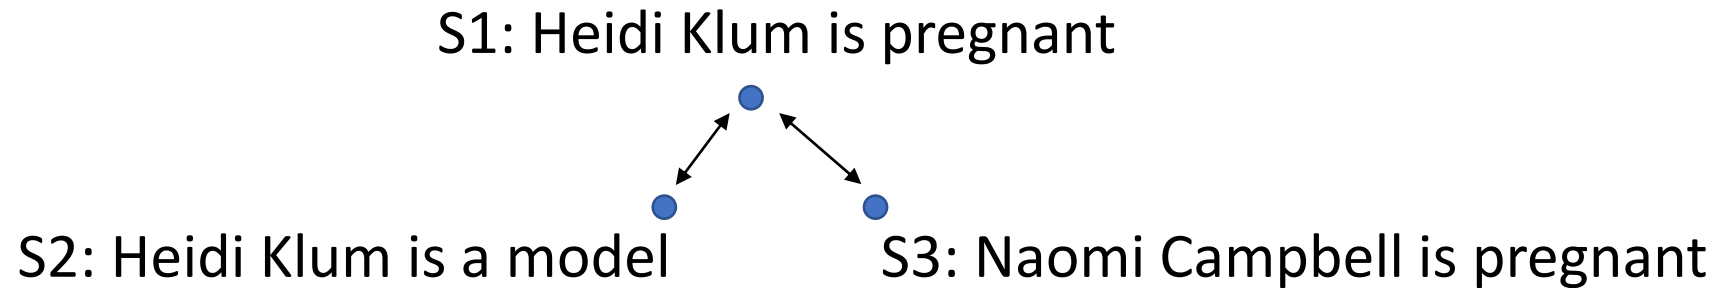 S1: Heidi Klum is pregnant
S2: Heidi Klum is a model
S3: Naomi Campbell is pregnant